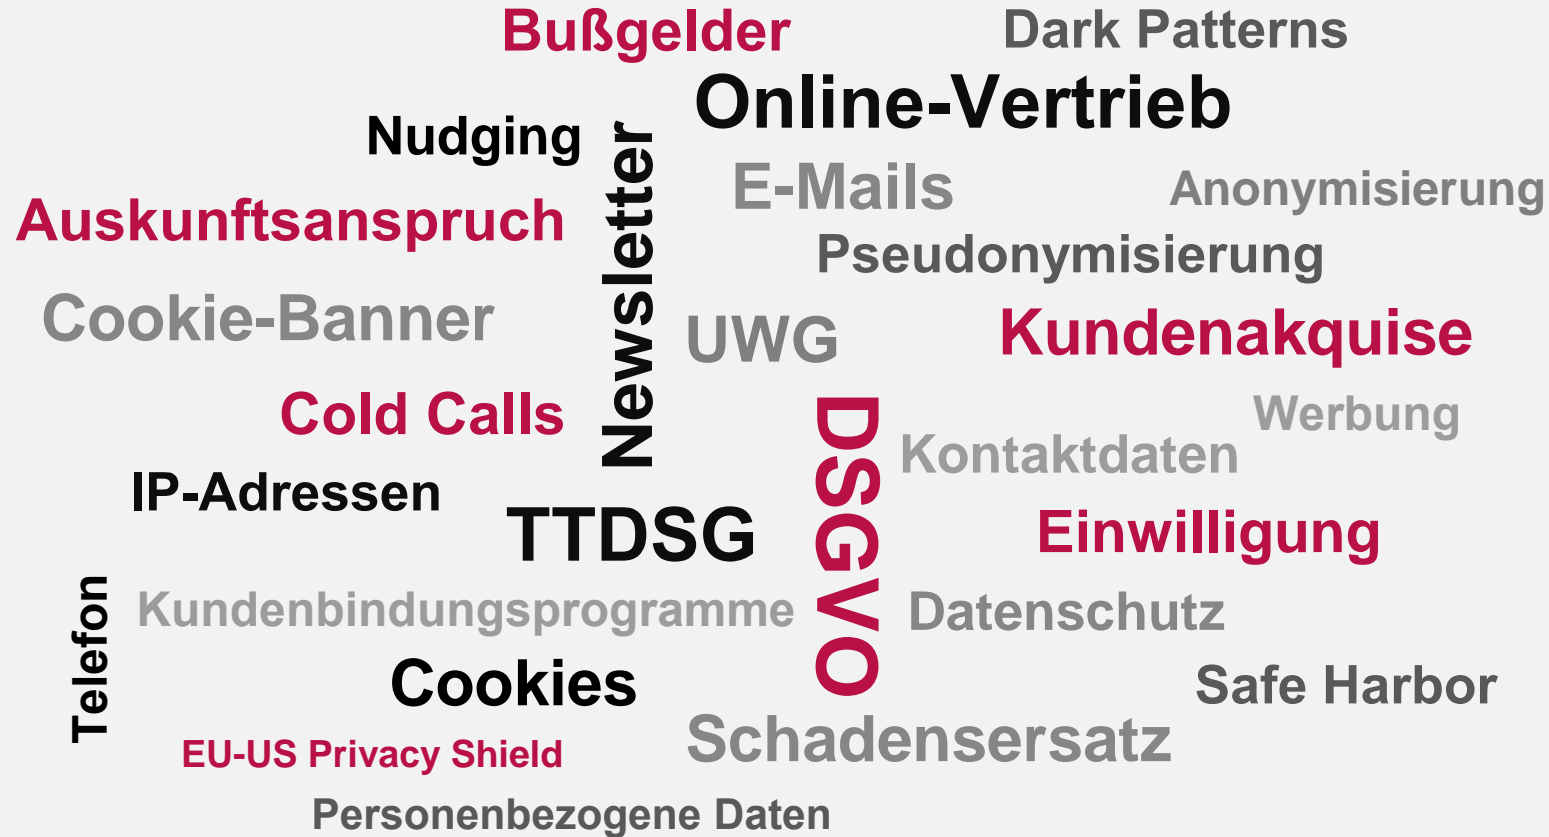 Bußgelder
Dark Patterns
Online-Vertrieb
Nudging
Newsletter
E-Mails
Anonymisierung
Auskunftsanspruch
Pseudonymisierung
Cookie-Banner
UWG
Kundenakquise
Cold Calls
DSGVO
Werbung
Kontaktdaten
IP-Adressen
TTDSG
Einwilligung
Telefon
Kundenbindungsprogramme
Datenschutz
Cookies
Safe Harbor
Schadensersatz
EU-US Privacy Shield
Personenbezogene Daten